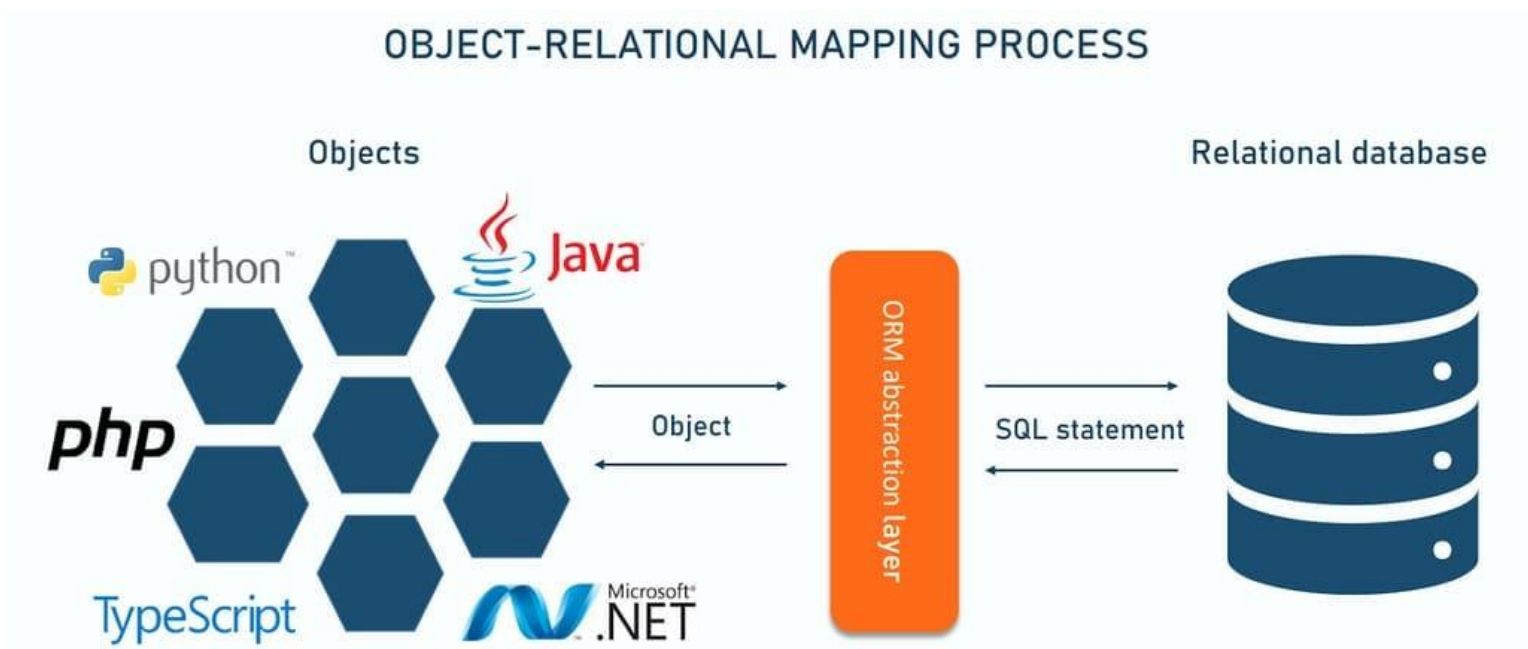 OBJECT-RELATIONAL MAPPING PROCESS
Objects
Relational database
python™
Java
php
Object
ORM abstraction layer
SQL statement
TypeScript
Microsoft®
.NET